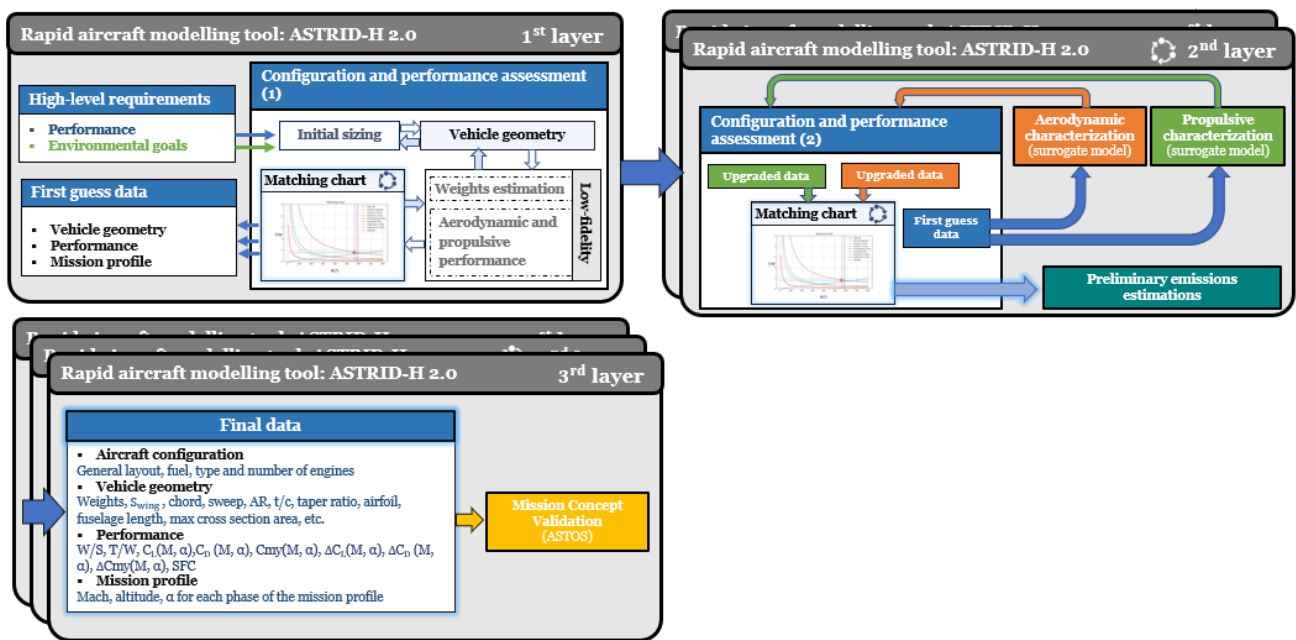 Rapid aircraft modelling tool: ASTRID-H 2.0
1st layer
High-level requirements
▪ Performance
▪ Environmental goals
First guess data
▪ Vehicle geometry
▪ Performance
▪ Mission profile
Configuration and performance assessment
(1)
Initial sizing
Vehicle geometry
Matching chart
Weights estimation
Aerodynamic and
propulsive
performance
Low-fidelity
Rapid aircraft modelling tool: ASTRID-H 2.0
2nd layer
Configuration and performance
assessment (2)
Upgraded data
Upgraded data
Matching chart
First guess
data
Aerodynamic
characterization
(surrogate model)
Propulsive
characterization
(surrogate model)
Preliminary emissions
estimations
Rapid aircraft modelling tool: ASTRID-H 2.0
3rd layer
Final data
▪ Aircraft configuration
General layout, fuel, type and number of engines
▪ Vehicle geometry
Weights, Swing , chord, sweep, AR, t/c, taper ratio, airfoil,
fuselage length, max cross section area, etc.
▪ Performance
W/S, T/W, CL(M, α),CD (M, α), Cmy(M, α), ΔCL(M, α), ΔCD (M,
α), ΔCmy(M, α), SFC
▪ Mission profile
Mach, altitude, α for each phase of the mission profile
Mission Concept
Validation
(ASTOS)